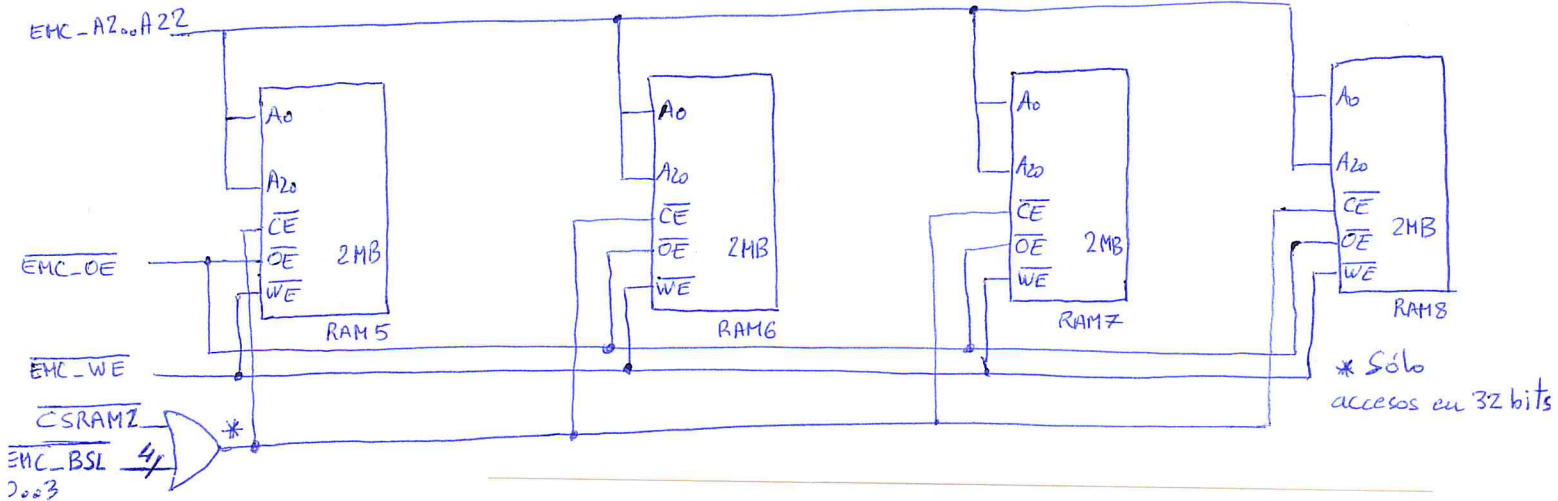 EMC_A2..A22
A0
A20
CE
OE
WE
2MB
RAM5
A0
A20
CE
OE
WE
2MB
RAM6
A0
A20
CE
OE
WE
2MB
RAM7
A0
A20
CE
OE
WE
2MB
RAM8
EMC_OE
EMC_WE
CSRAM2
EMC_BSL 4
0..3
*
* Sólo
accesos en 32 bits